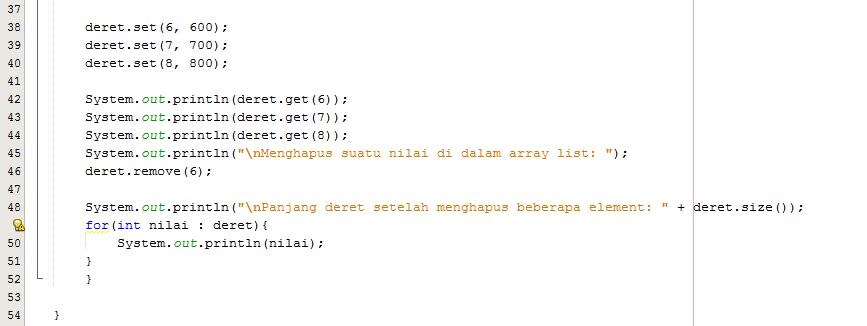 37
38 deret.set(6, 600);
39 deret.set(7, 700);
40 deret.set(8, 800);
41
42 System.out.println(deret.get(6));
43 System.out.println(deret.get(7));
44 System.out.println(deret.get(8));
45 System.out.println("\nMenghapus suatu nilai di dalam array list: ");
46 deret.remove(6);
47
48 System.out.println("\nPanjang deret setelah menghapus beberapa element: " + deret.size());
for(int nilai : deret){
50 System.out.println(nilai);
51 }
52 }
53
54 }